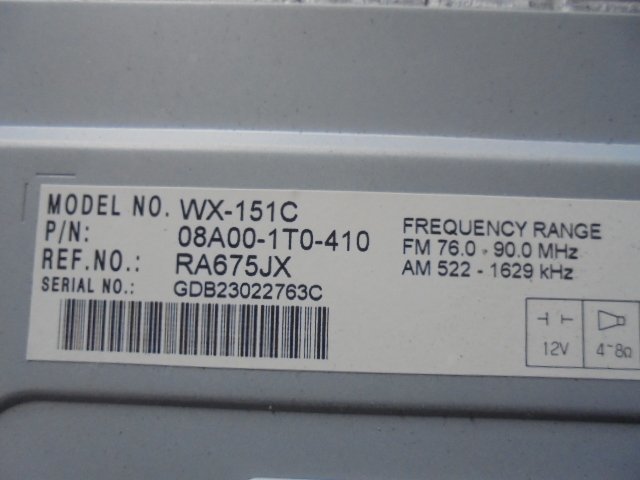 MODEL NO. WX-151C
P/N: 08A00-1T0-410
REF.NO.: RA675JX
SERIAL NO.: GDB23022763C
FREQUENCY RANGE
FM 76.0 - 90.0 MHz
AM 522 - 1629 kHz
12V 4~8Ω